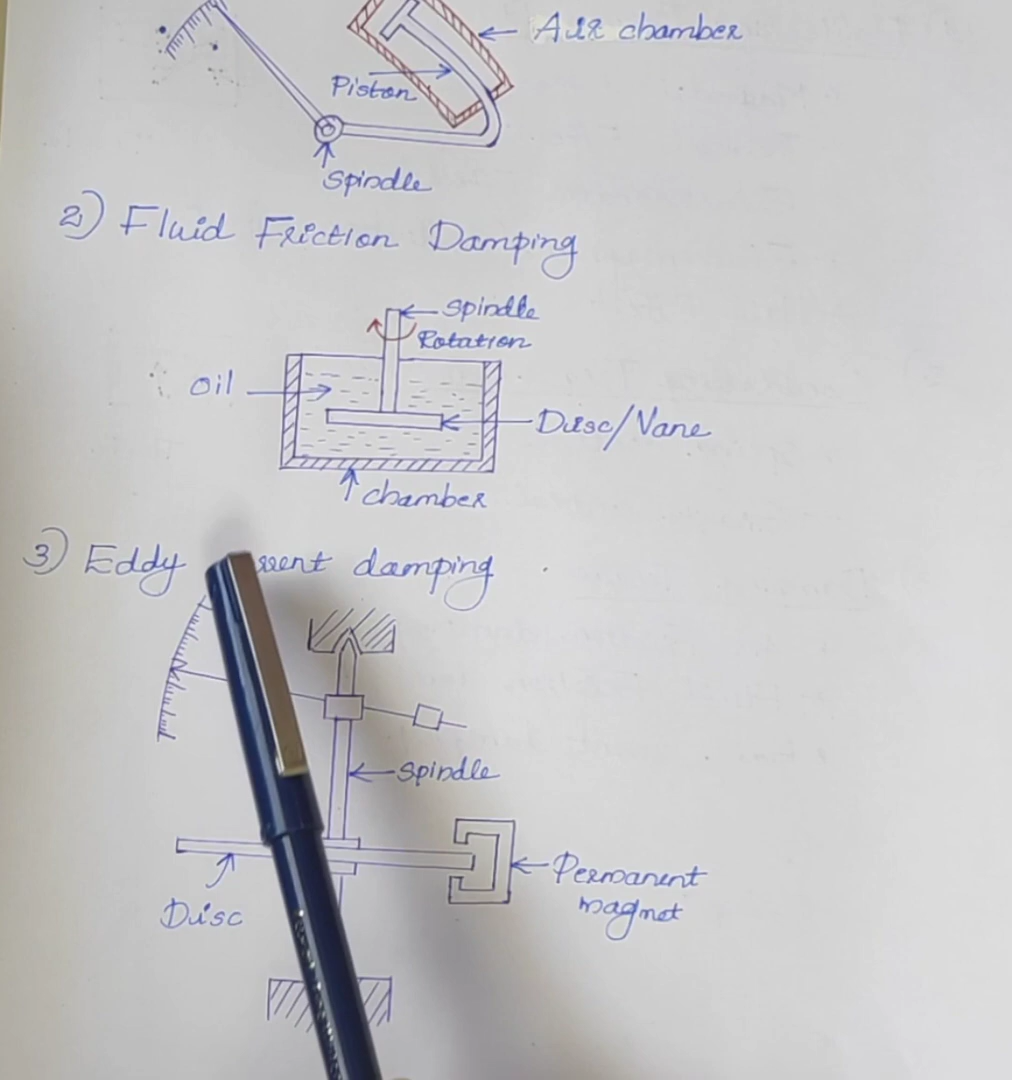 Air chamber
Piston
Spindle
2) Fluid Friction Damping
Spindle
Rotation
Oil
Disc/Vane
chamber
3) Eddy damping
Spindle
Permanent
magnet
Disc